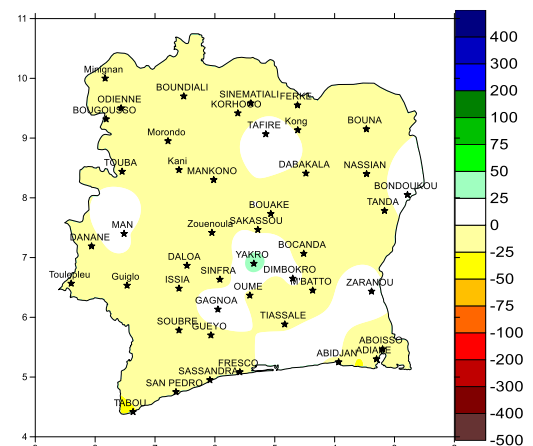 11
Minignan
10
BOUNDIALI
SINEMATIALI FERKE
ODIENNE
KORHOGO
BOUGOUSSO
TAFIRE
Kong
BOUNA
Morondo
9
TOUBA
Kani
MANKONO
DABAKALA
NASSIAN
BONDOUKOU
8
TANDA
BOUAKE
SAKASSOU
Zouenoula
MAN
DANANE
BOCANDA
7
YAKRO
DALOA
SINFRA
DIMBOKRO
Toulepleu
Guiglo
ISSIA
OUME
M'BATTO
ZARANOU
GAGNOA
6
TIASSALE
SOUBRE
GUEYO
ABOISSO
ABIDJAN
ADIAKE
FRESCO
SASSANDRA
5
SAN PEDRO
TABOU
4
400
300
200
100
75
50
25
0
-25
-50
-75
-100
-200
-300
-400
-500